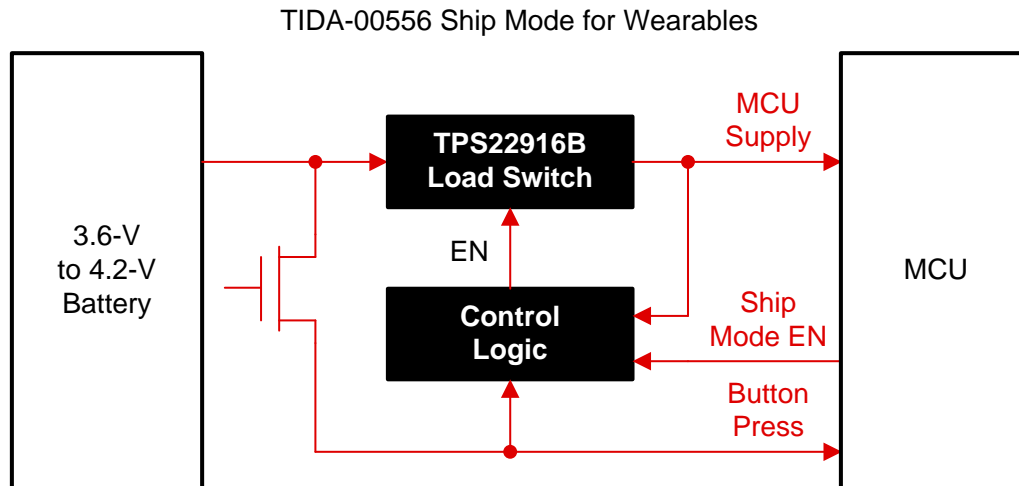 TIDA-00556 Ship Mode for Wearables
3.6-V
to 4.2-V
Battery
TPS22916B
Load Switch
EN
Control
Logic
MCU
Supply
Ship
Mode EN
Button
Press
MCU